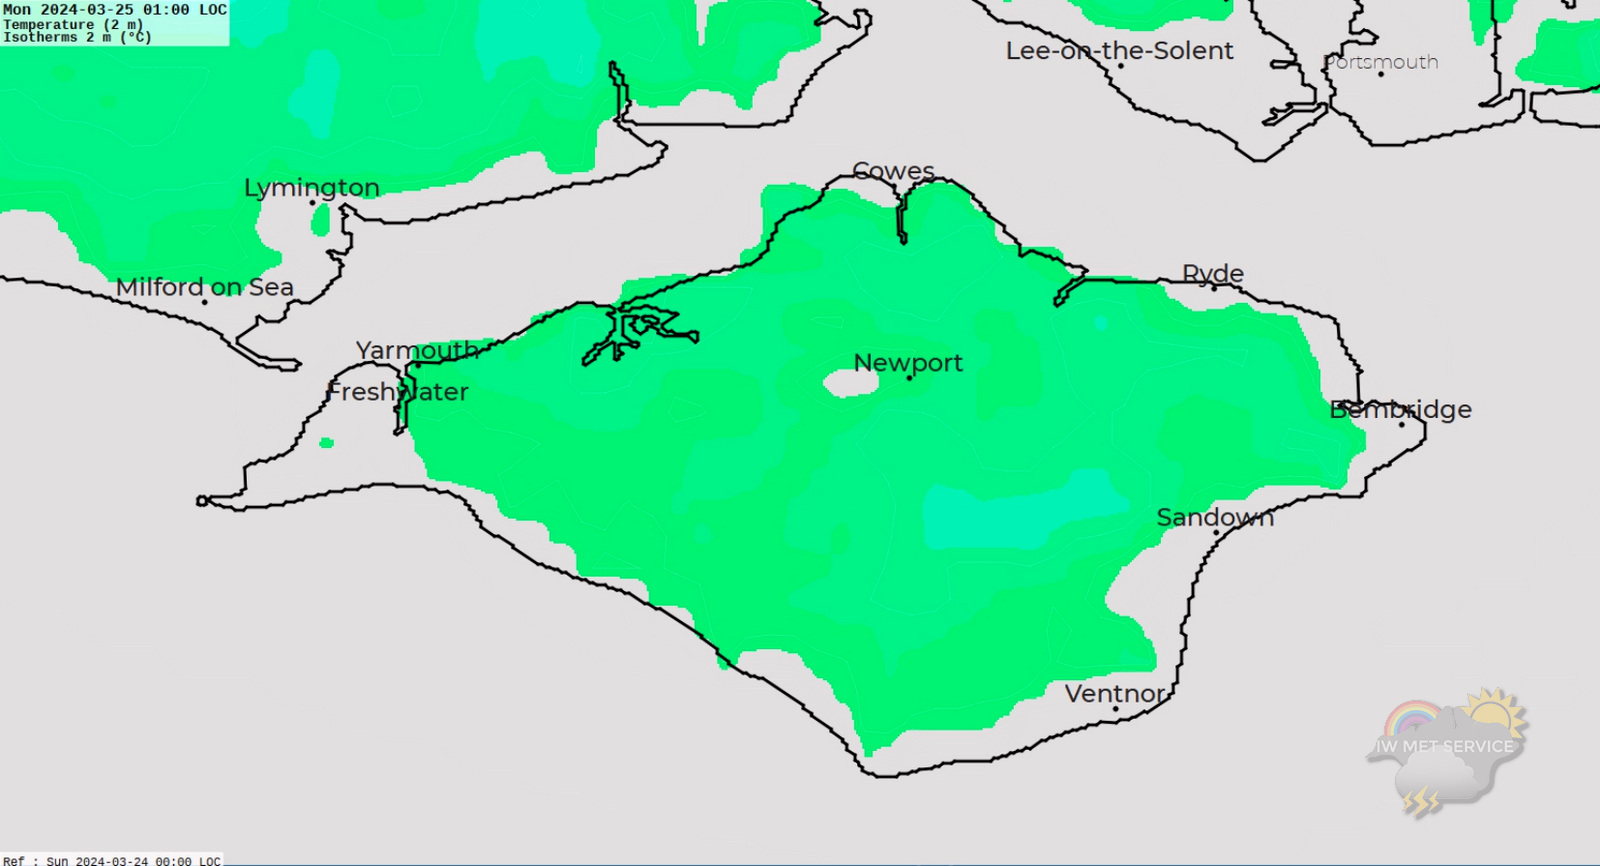 Mon 2024-03-25 01:00 LOC
Temperature (2 m)
Isotherms 2 m (°C)
Lee-on-the-Solent
Portsmouth
Cowes
Lymington
Ryde
Milford on Sea
Yarmouth
Newport
Freshwater
Bembridge
Sandown
Ventnor
IW MET SERVICE
Ref : Sun 2024-03-24 00:00 LOC